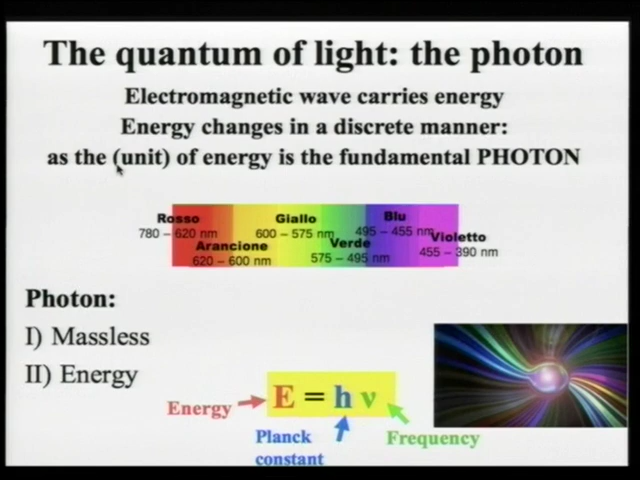 The quantum of light: the photon
Electromagnetic wave carries energy
Energy changes in a discrete manner:
as the (unit) of energy is the fundamental PHOTON
Rosso
780 – 620 nm
Arancione
620 – 600 nm
Giallo
600 – 575 nm
Verde
575 – 495 nm
Blu
495 – 455 nm
Violetto
455 – 390 nm
Photon:
I) Massless
II) Energy
E = h ν
Energy
Planck
constant
Frequency